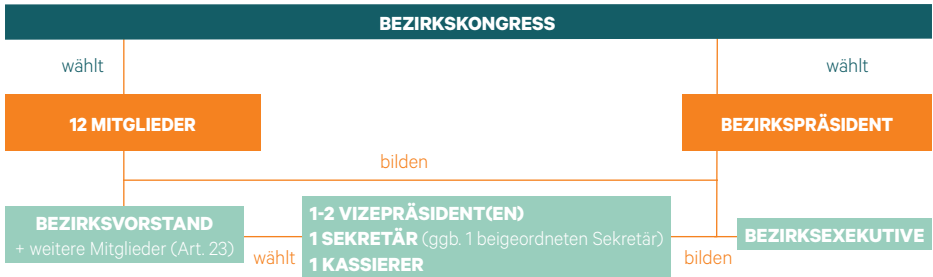 BEZIRKSKONGRESS
wählt
wählt
12 MITGLIEDER
BEZIRKSPRÄSIDENT
bilden
BEZIRKSVORSTAND
+ weitere Mitglieder (Art. 23)
wählt
1-2 VIZEPRÄSIDENT(EN)
1 SEKRETÄR (ggb. 1 beigeordneten Sekretär)
1 KASSIERER
bilden
BEZIRKSEXEKUTIVE